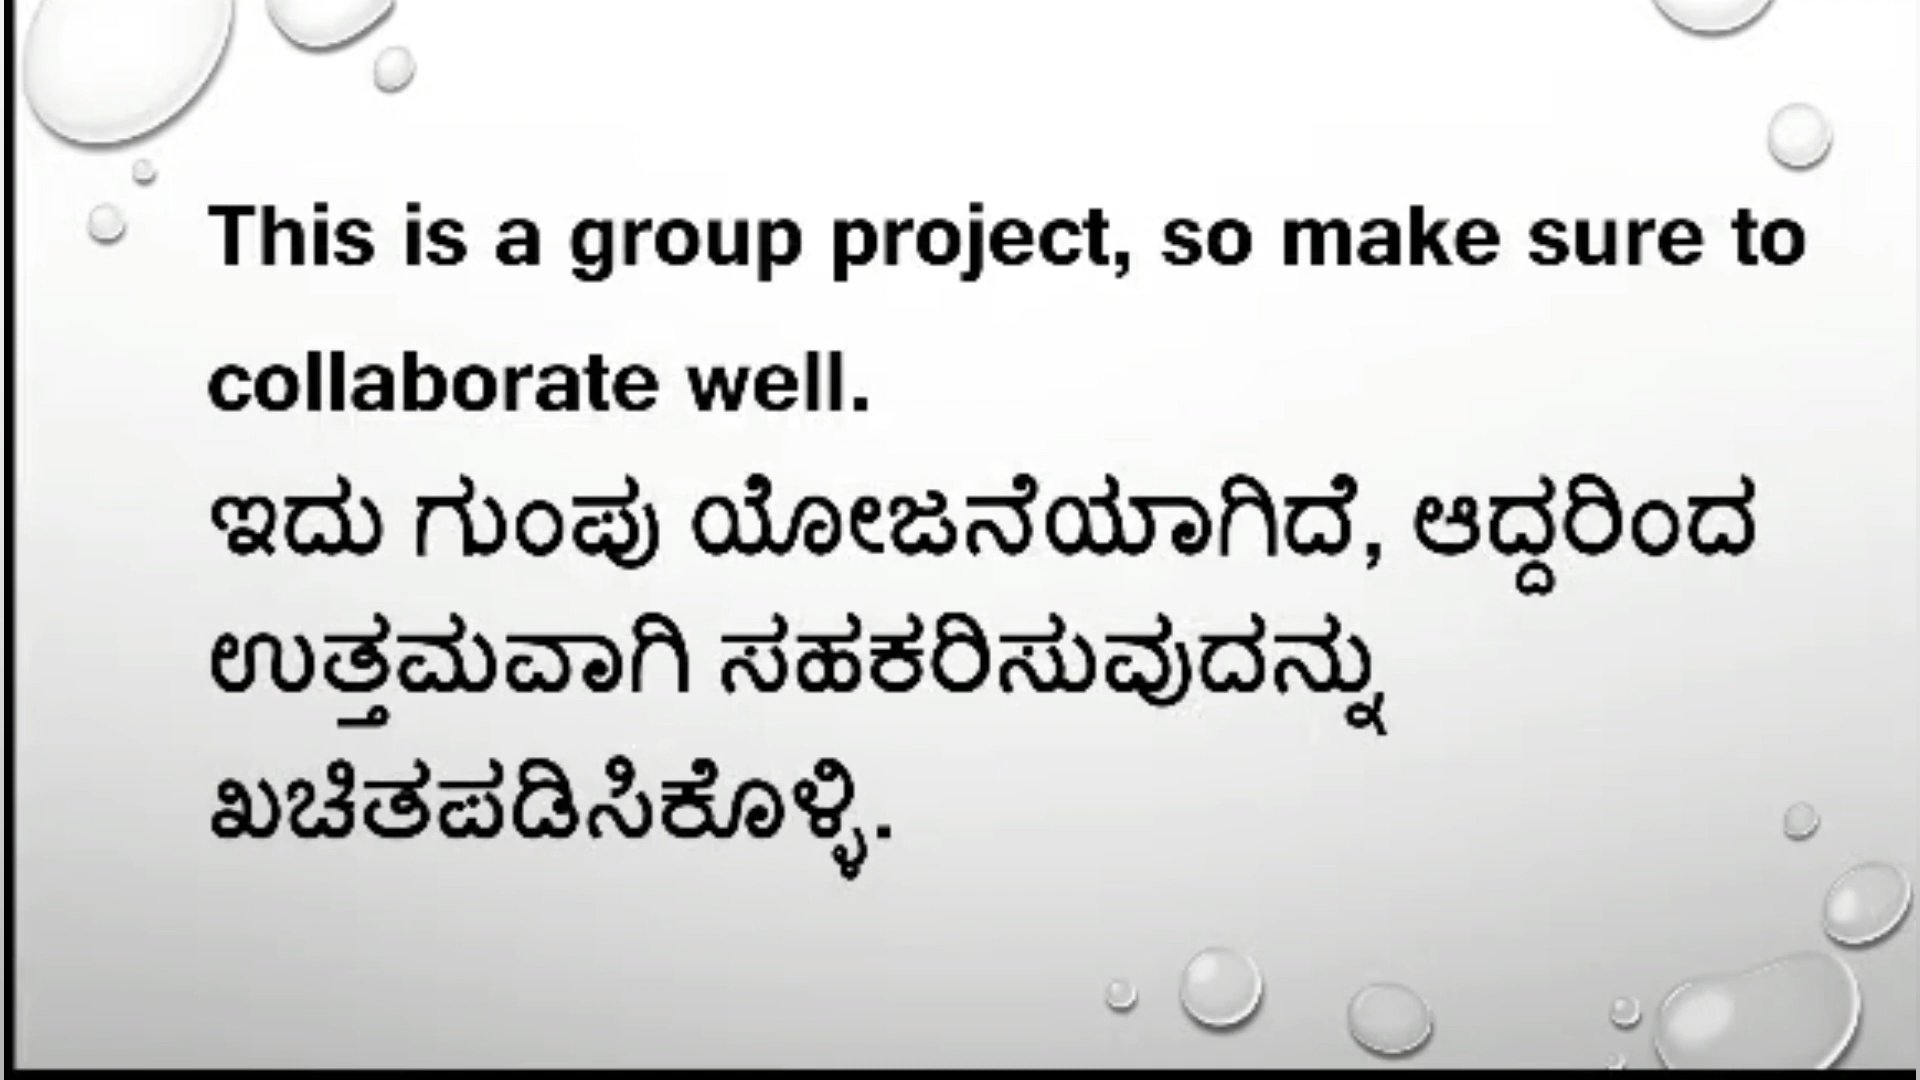 This is a group project, so make sure to
collaborate well.
ಇದು ಗುಂಪು ಯೋಜನೆಯಾಗಿದೆ, ಆದ್ದರಿಂದ
ಉತ್ತಮವಾಗಿ ಸಹಕರಿಸುವುದನ್ನು
ಖಚಿತಪಡಿಸಿಕೊಳ್ಳಿ.